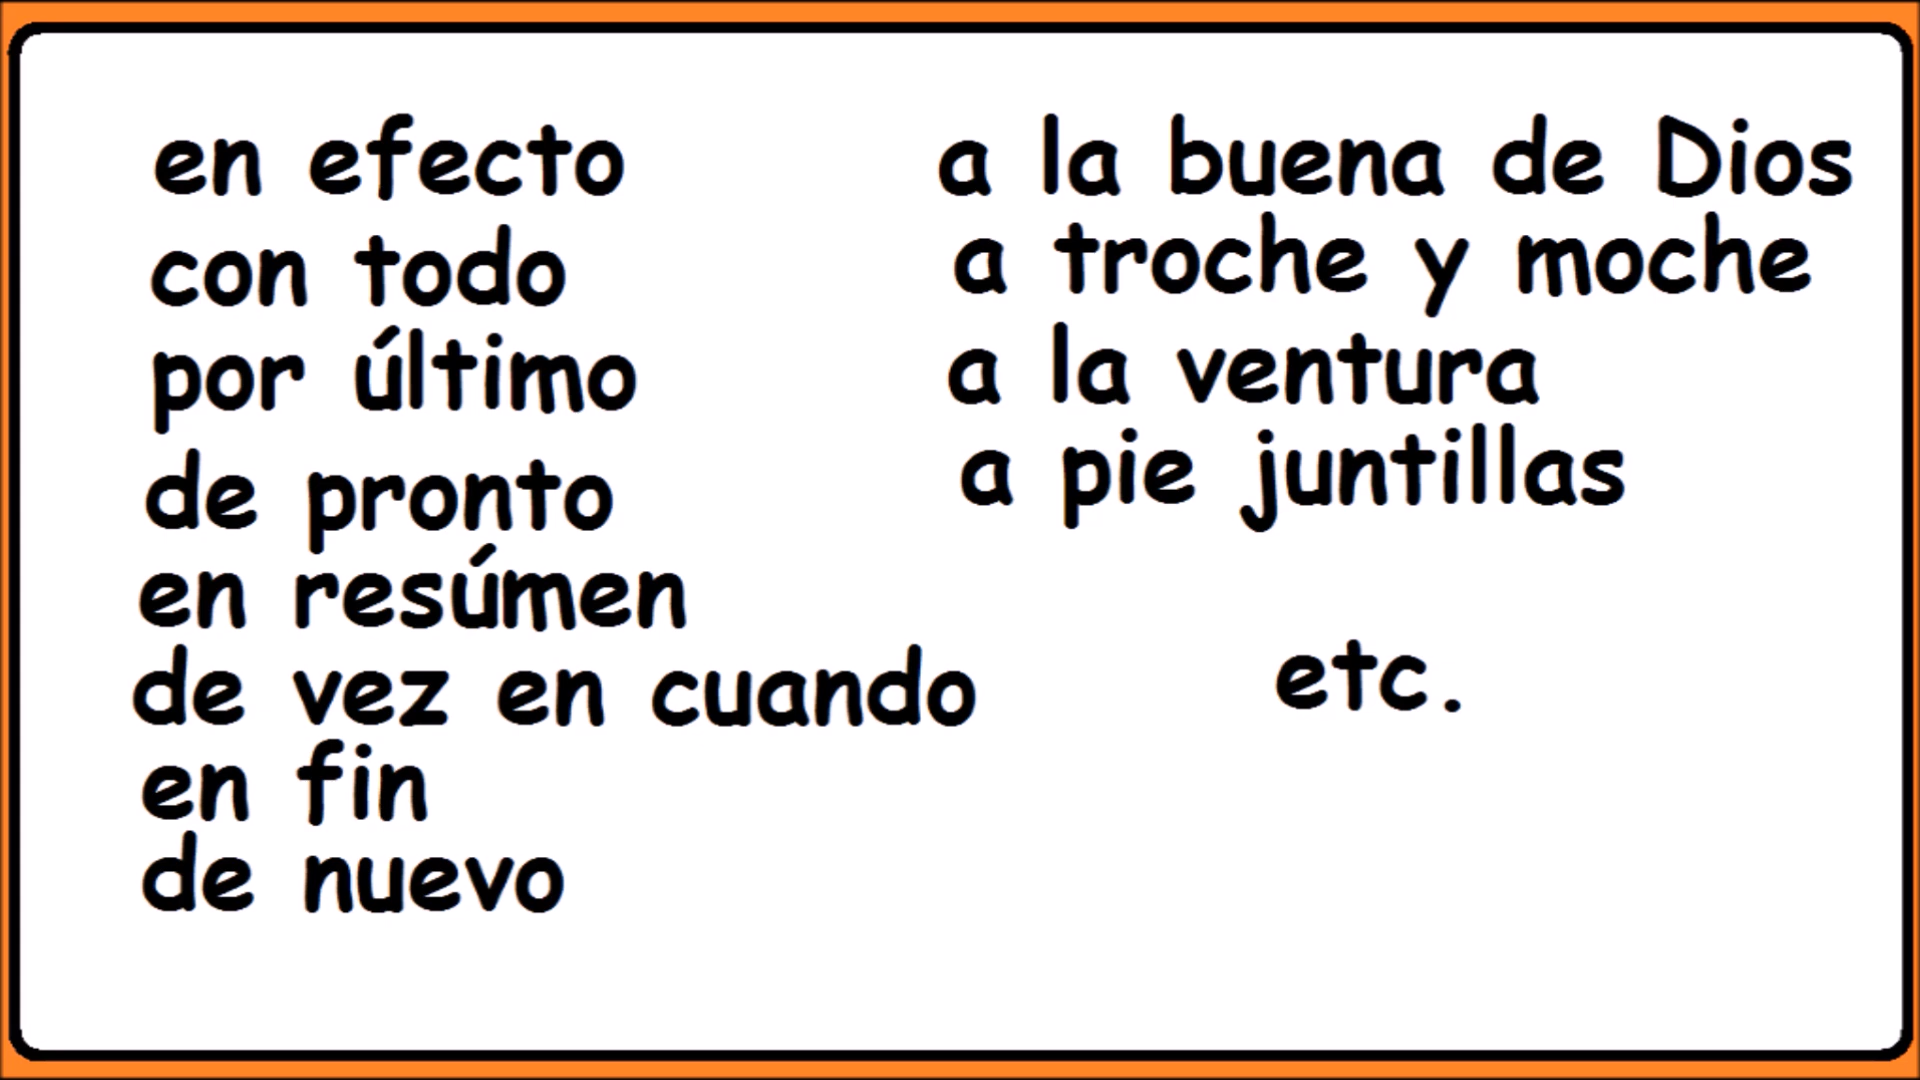 en efecto
con todo
por último
de pronto
en resúmen
de vez en cuando
en fin
de nuevo
a la buena de Dios
a troche y moche
a la ventura
a pie juntillas
etc.